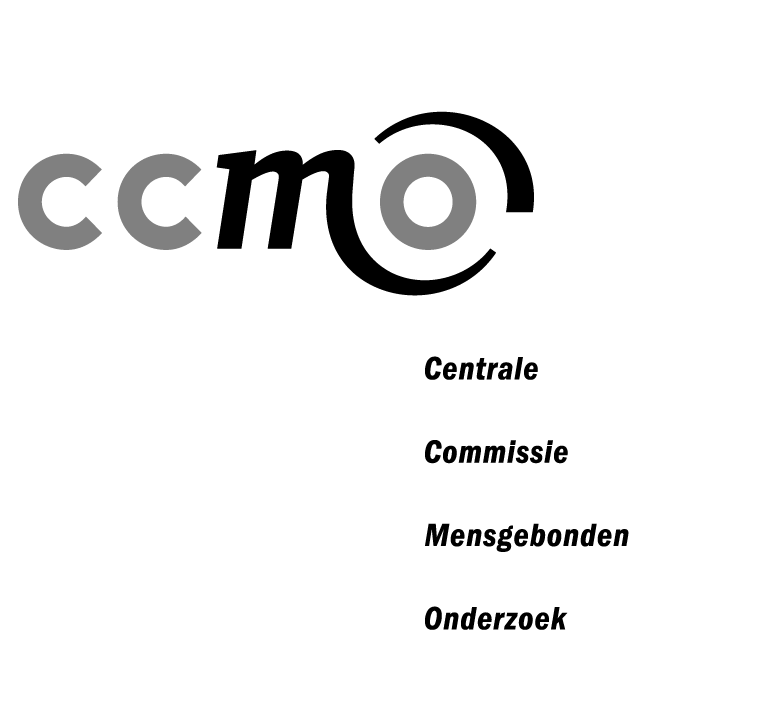 ccmo
Centrale
Commissie
Mensgebonden
Onderzoek